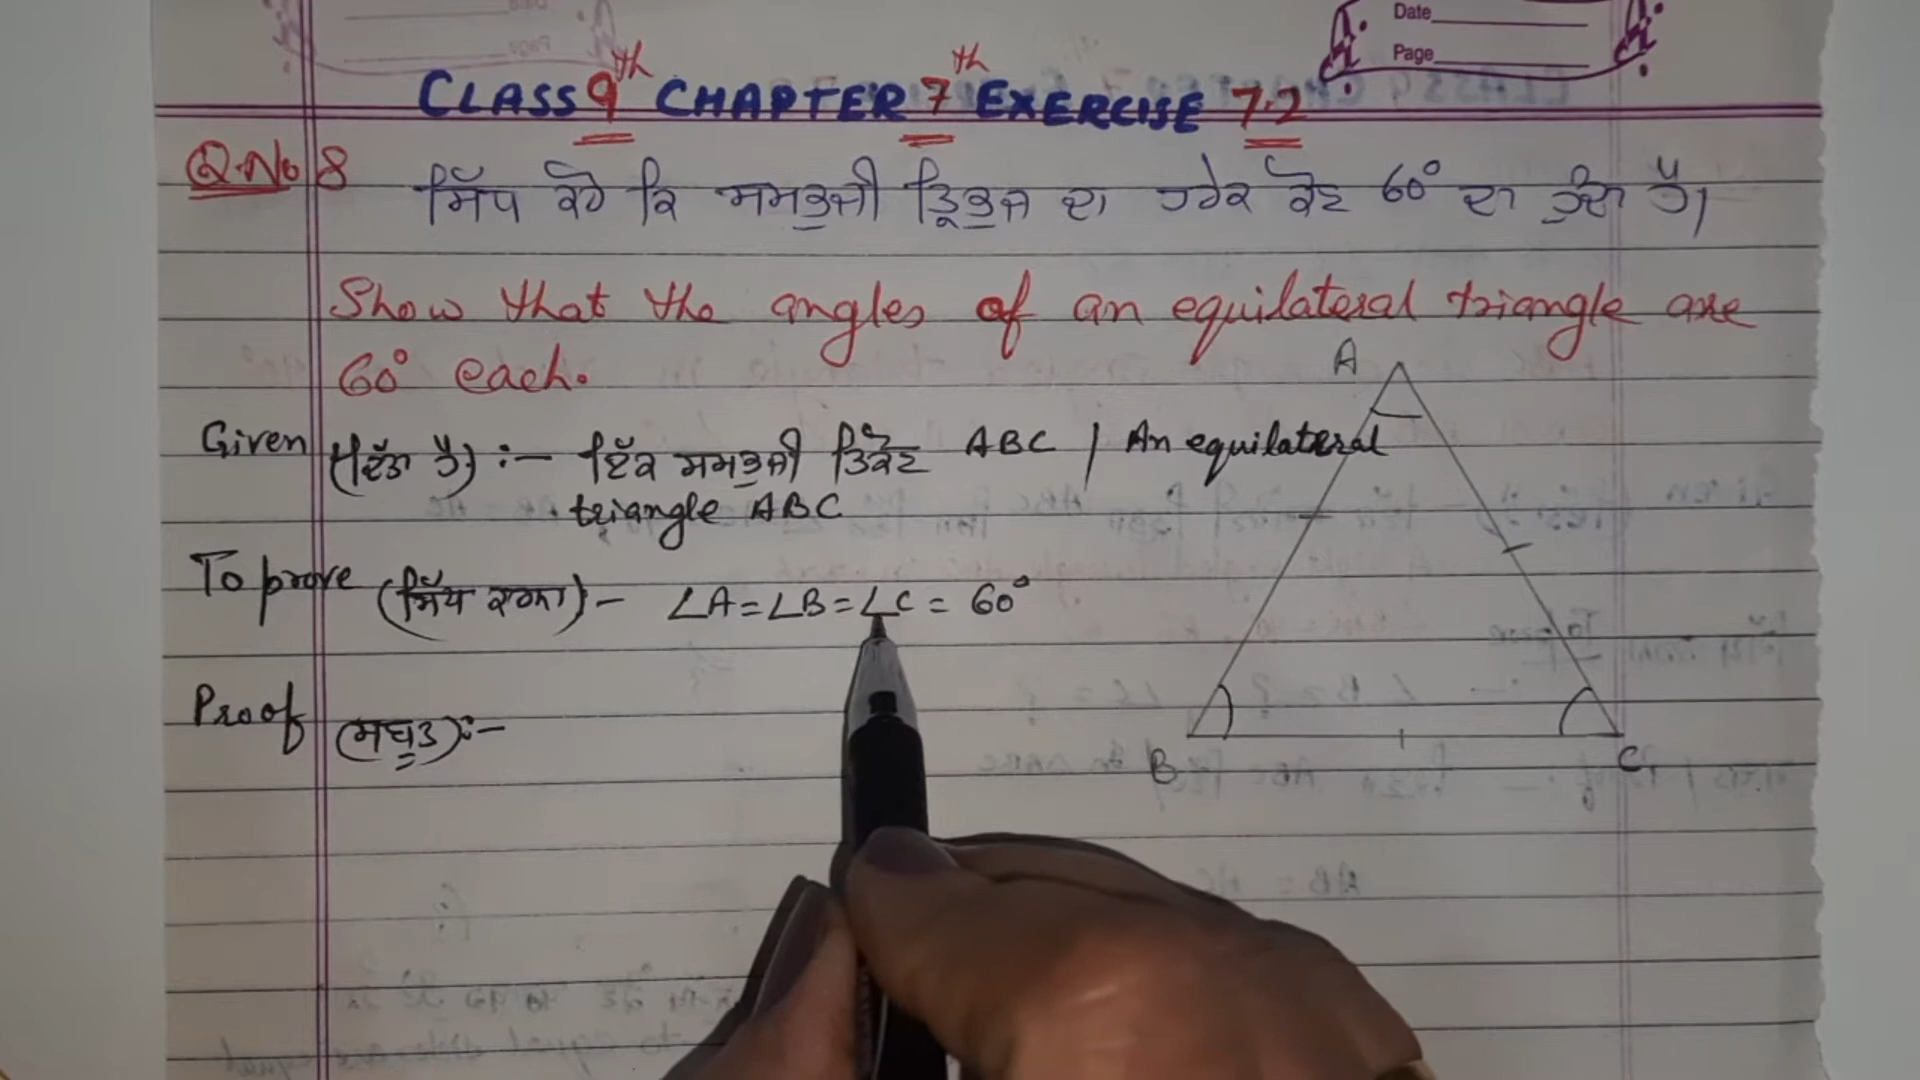 Date
Page
CLASS 9th CHAPTER 7th EXERCISE 7.2
Q.No 8 ਸਿੱਧ ਕਰੋ ਕਿ ਸਮਭੁਜੀ ਤ੍ਰਿਭੁਜ ਦਾ ਹਰੇਕ ਕੋਣ 60° ਦਾ ਹੁੰਦਾ ਹੈ।
Show that the angles of an equilateral triangle are
60° each.
A
Given (ਦਿੱਤਾ ਹੈ) :- ਇੱਕ ਸਮਭੁਜੀ ਤਿਕੋਣ ABC / An equilateral
triangle ABC
To prove (ਸਿੱਧ ਕਰਨਾ) - ∠A = ∠B = ∠C = 60°
Proof (ਸਬੂਤ) :-
B C